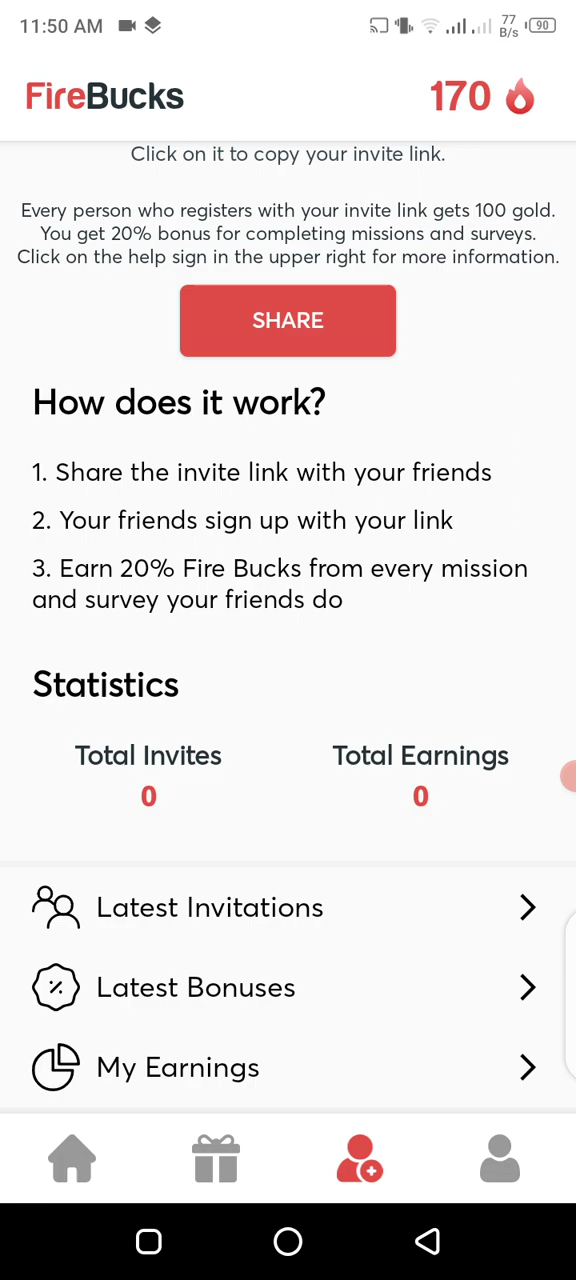 11:50 AM
77
B/s
90
FireBucks
170
Click on it to copy your invite link.
Every person who registers with your invite link gets 100 gold.
You get 20% bonus for completing missions and surveys.
Click on the help sign in the upper right for more information.
SHARE
How does it work?
1. Share the invite link with your friends
2. Your friends sign up with your link
3. Earn 20% Fire Bucks from every mission
and survey your friends do
Statistics
Total Invites
Total Earnings
0
0
Latest Invitations
Latest Bonuses
My Earnings